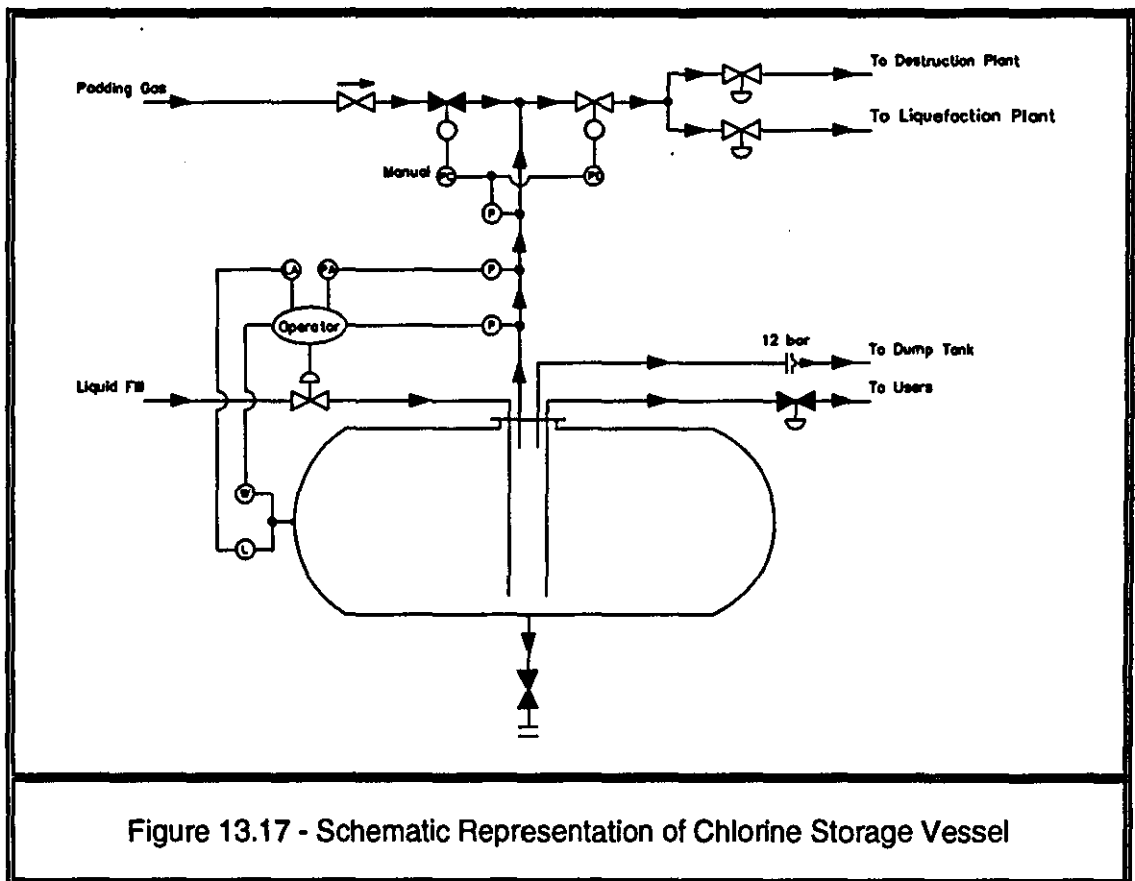 Padding Gas
To Destruction Plant
To Liquefaction Plant
Manual
PC
PC
P
LA
PA
P
Operator
P
12 bar
To Dump Tank
Liquid Fill
To Users
W
L
Figure 13.17 - Schematic Representation of Chlorine Storage Vessel